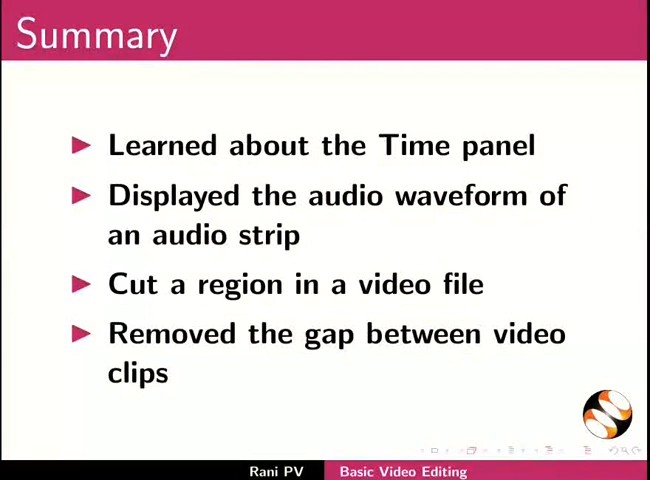 Summary
Learned about the Time panel
Displayed the audio waveform of
an audio strip
Cut a region in a video file
Removed the gap between video
clips
Rani PV Basic Video Editing